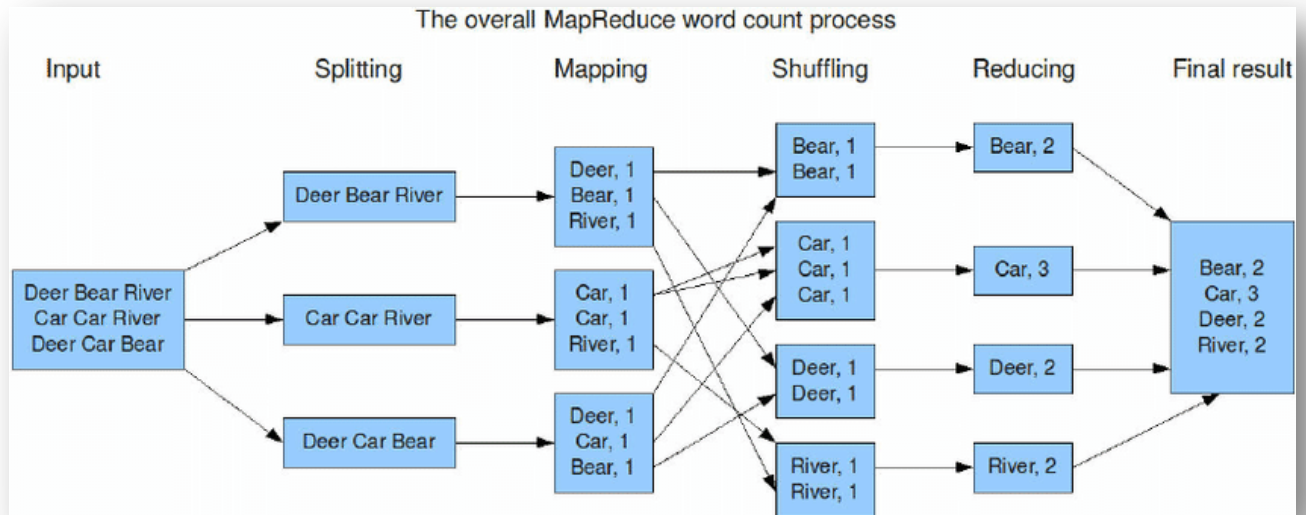 The overall MapReduce word count process
Input
Splitting
Mapping
Shuffling
Reducing
Final result
Deer Bear River
Car Car River
Deer Car Bear
Deer Bear River
Car Car River
Deer Car Bear
Deer, 1
Bear, 1
River, 1
Car, 1
Car, 1
River, 1
Deer, 1
Car, 1
Bear, 1
Bear, 1
Bear, 1
Car, 1
Car, 1
Car, 1
Deer, 1
Deer, 1
River, 1
River, 1
Bear, 2
Car, 3
Deer, 2
River, 2
Bear, 2
Car, 3
Deer, 2
River, 2